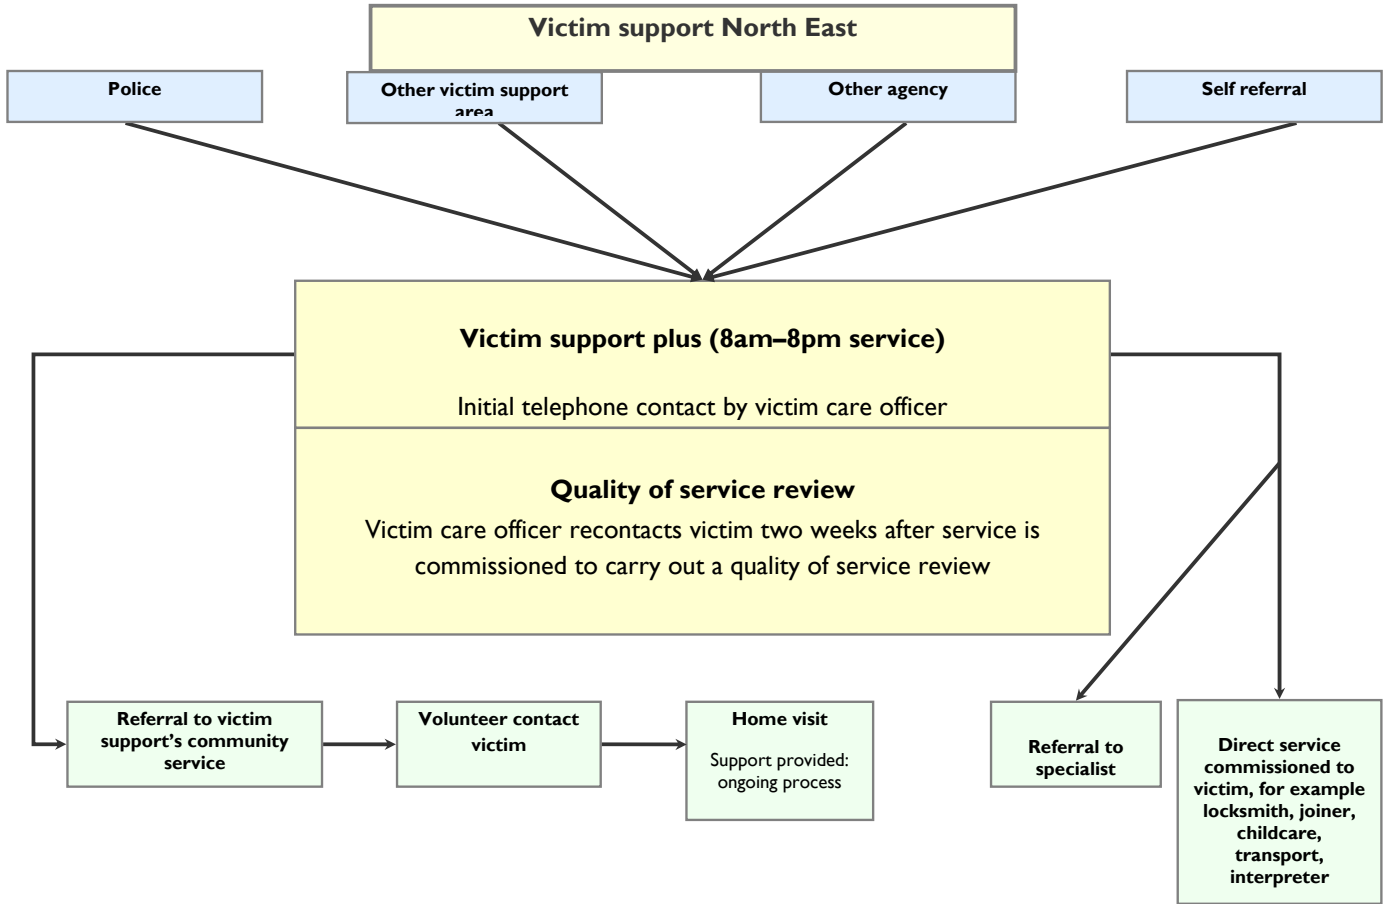 Victim support North East
Police
Other victim support
area
Other agency
Self referral
Victim support plus (8am–8pm service)
Initial telephone contact by victim care officer
Quality of service review
Victim care officer recontacts victim two weeks after service is
commissioned to carry out a quality of service review
Referral to victim
support’s community
service
Volunteer contact
victim
Home visit
Support provided:
ongoing process
Referral to
specialist
Direct service
commissioned to
victim, for example
locksmith, joiner,
childcare,
transport,
interpreter